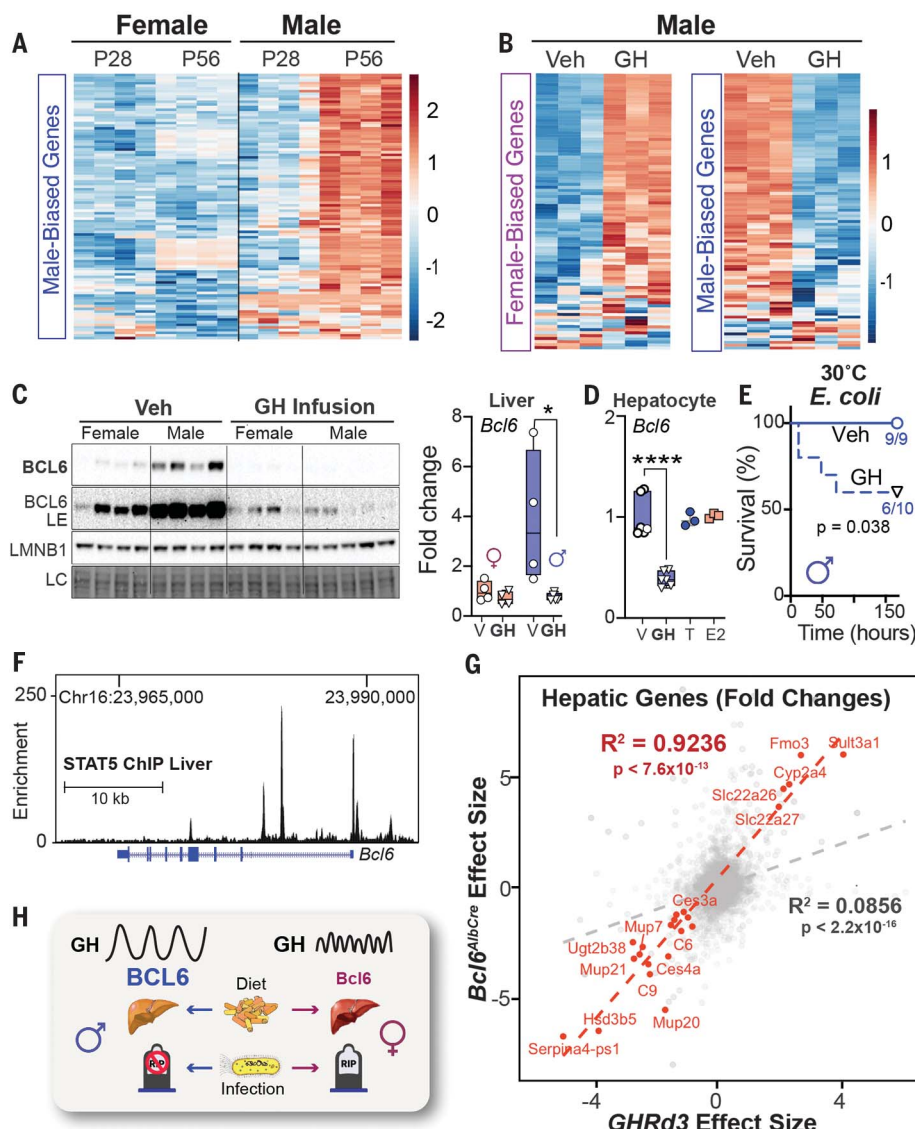 A
Female
Male
P28
P56
P28
P56
Male-Biased Genes
2
1
0
-1
-2
B
Male
Veh
GH
Veh
GH
Female-Biased Genes
Male-Biased Genes
1
0
-1
C
Veh
GH Infusion
Female
Male
Female
Male
BCL6
BCL6
LE
LMNB1
LC
Liver
Bcl6
*
Fold change
8
6
4
2
0
V GH V GH
D
Hepatocyte
Bcl6
****
2
1
0
V GH T E2
E
30°C
E. coli
Survival (%)
100
50
0
Veh
9/9
GH
6/10
p = 0.038
0 50 150
Time (hours)
F
Enrichment
250
0
Chr16:23,965,000
23,990,000
STAT5 ChIP Liver
10 kb
Bcl6
G
Hepatic Genes (Fold Changes)
R² = 0.9236
p < 7.6x10⁻¹³
Fmo3
Sult3a1
Cyp2a4
Slc22a26
Slc22a27
R² = 0.0856
p < 2.2x10⁻¹⁶
Ces3a
Mup7
Ugt2b38
C6
Mup21
Ces4a
C9
Hsd3b5
Mup20
Serpina4-ps1
5
0
-5
Bcl6AlbCre Effect Size
-4 0 4
GHRd3 Effect Size
H
GH
GH
BCL6
Diet
Bcl6
RIP
RIP
Infection